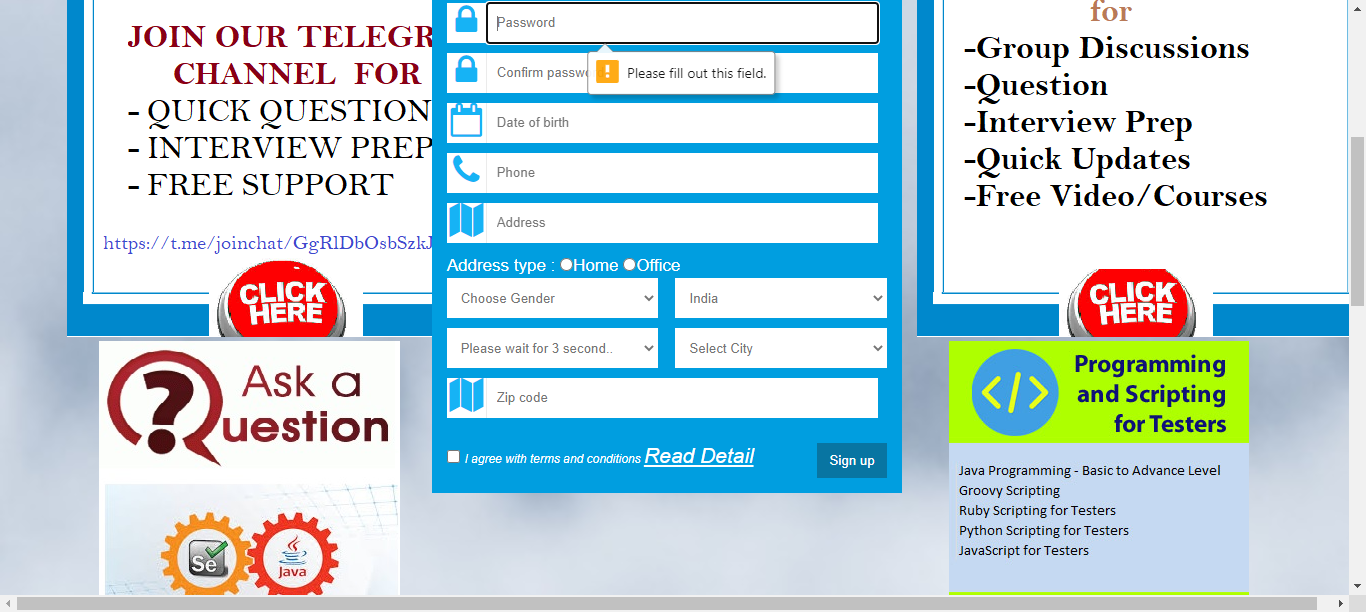 JOIN OUR TELEGR
CHANNEL FOR
- QUICK QUESTION
- INTERVIEW PREP
- FREE SUPPORT
https://t.me/joinchat/GgRlDbOsbSzkJ
CLICK
HERE
Ask a
Question
Se
Java
Password
Please fill out this field.
Confirm passwo
Date of birth
Phone
Address
Address type : Home Office
Choose Gender India
Please wait for 3 second.. Select City
Zip code
I agree with terms and conditions Read Detail Sign up
for
-Group Discussions
-Question
-Interview Prep
-Quick Updates
-Free Video/Courses
CLICK
HERE
</>
Programming
and Scripting
for Testers
Java Programming - Basic to Advance Level
Groovy Scripting
Ruby Scripting for Testers
Python Scripting for Testers
JavaScript for Testers